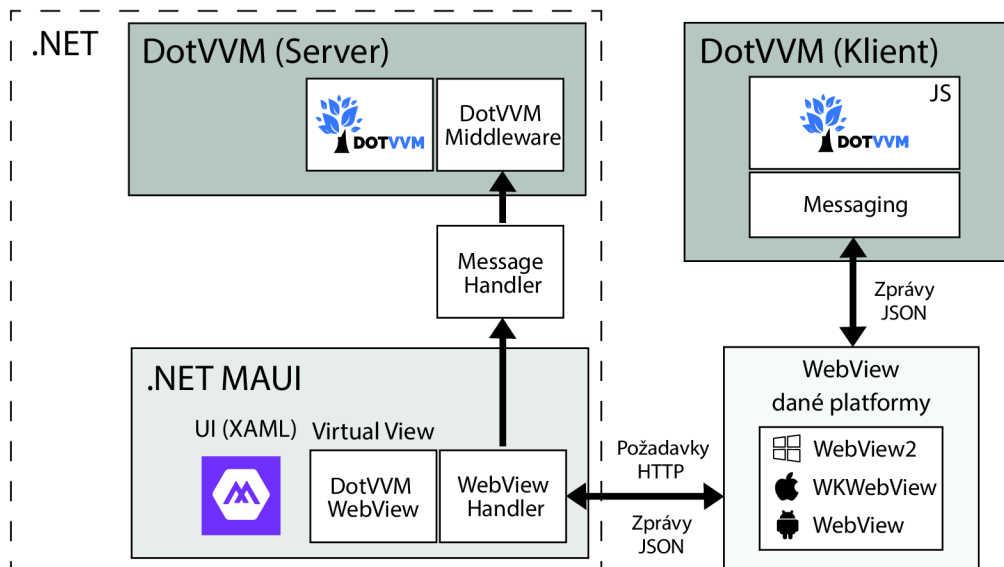 .NET
DotVVM (Server)
DOTVVM
DotVVM
Middleware
Message
Handler
.NET MAUI
UI (XAML)
Virtual View
DotVVM
WebView
WebView
Handler
Požadavky
HTTP
Zprávy
JSON
DotVVM (Klient)
JS
DOTVVM
Messaging
Zprávy
JSON
WebView
dané platformy
WebView2
WKWebView
WebView